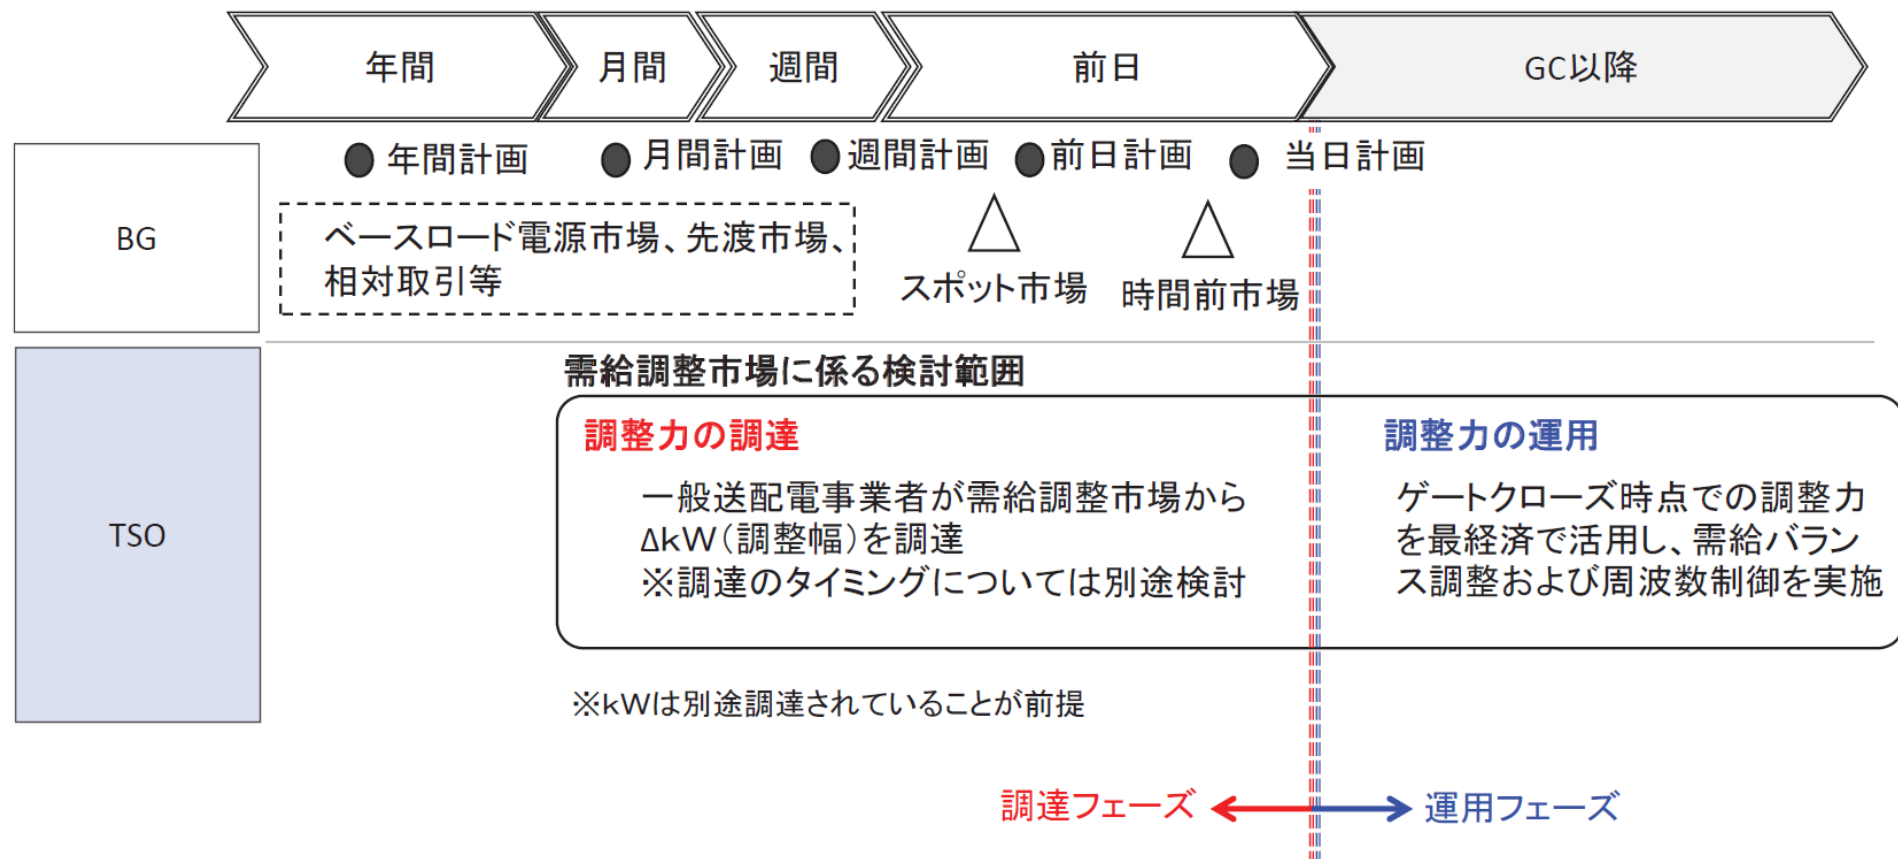 年間
月間
週間
前日
GC以降
BG
年間計画
月間計画
週間計画
前日計画
当日計画
ベースロード電源市場、先渡市場、
相対取引等
スポット市場
時間前市場
TSO
需給調整市場に係る検討範囲
調整力の調達
一般送配電事業者が需給調整市場から
ΔkW（調整幅）を調達
※調達のタイミングについては別途検討
調整力の運用
ゲートクローズ時点での調整力
を最経済で活用し、需給バラン
ス調整および周波数制御を実施
※kWは別途調達されていることが前提
調達フェーズ
運用フェーズ